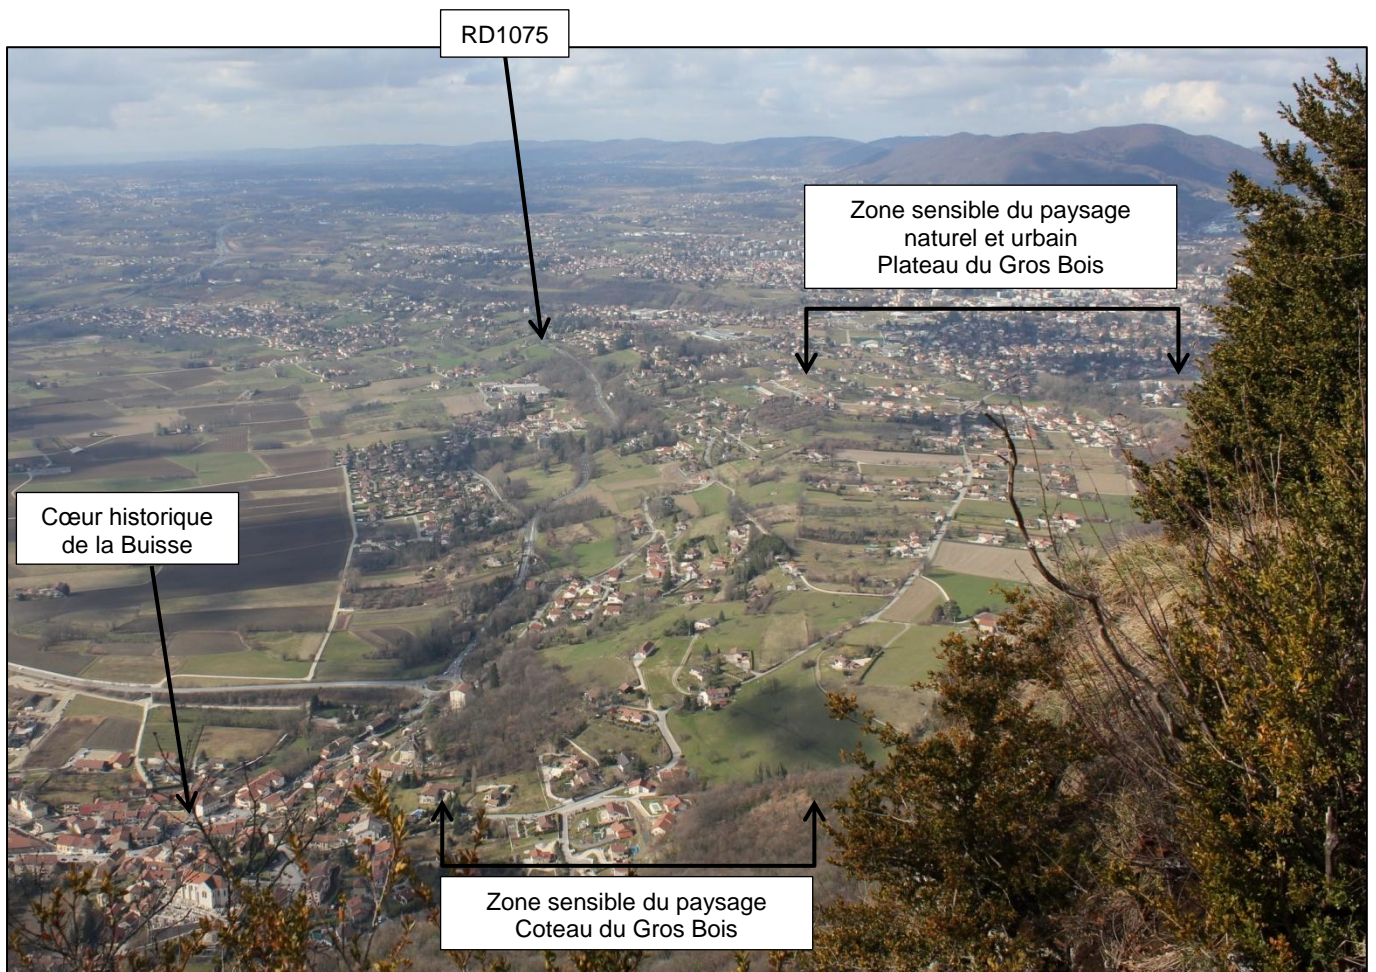 RD1075
Zone sensible du paysage
naturel et urbain
Plateau du Gros Bois
Cœur historique
de la Buisse
Zone sensible du paysage
Coteau du Gros Bois